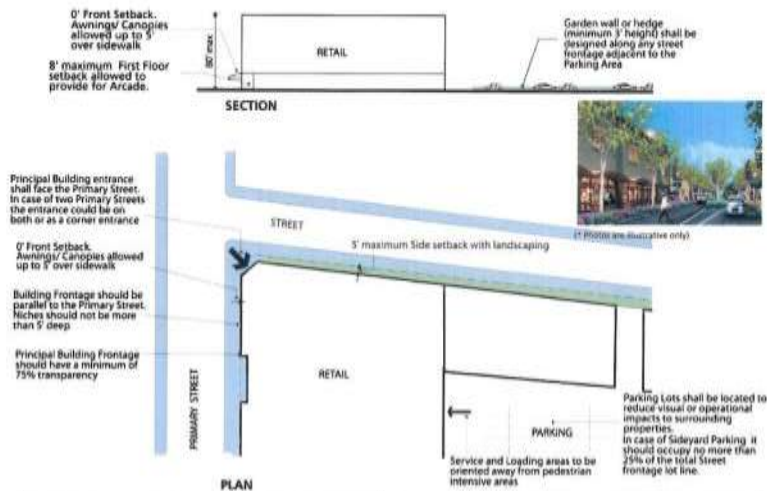 0' Front Setback.
Awnings/ Canopies
allowed up to 5'
over sidewalk
8' maximum First Floor
setback allowed to
provide for Arcade.
80' max
RETAIL
SECTION
Garden wall or hedge
(minimum 3' height) shall be
designed along any street
frontage adjacent to the
Parking Area
(* Photos are illustrative only)
Principal Building entrance
shall face the Primary Street.
In case of two Primary Streets
the entrance could be on
both or as a corner entrance
0' Front Setback.
Awnings/ Canopies allowed
up to 5' over sidewalk
Building Frontage should be
parallel to the Primary Street.
Niches should not be more
than 5' deep
Principal Building Frontage
should have a minimum of
75% transparency
STREET
5' maximum Side setback with landscaping
RETAIL
PRIMARY STREET
PARKING
Service and Loading areas to be
oriented away from pedestrian
intensive areas
Parking Lots shall be located to
reduce visual or operational
impacts to surrounding
properties.
In case of Sideyard Parking it
should occupy no more than
25% of the total Street
frontage lot line.
PLAN